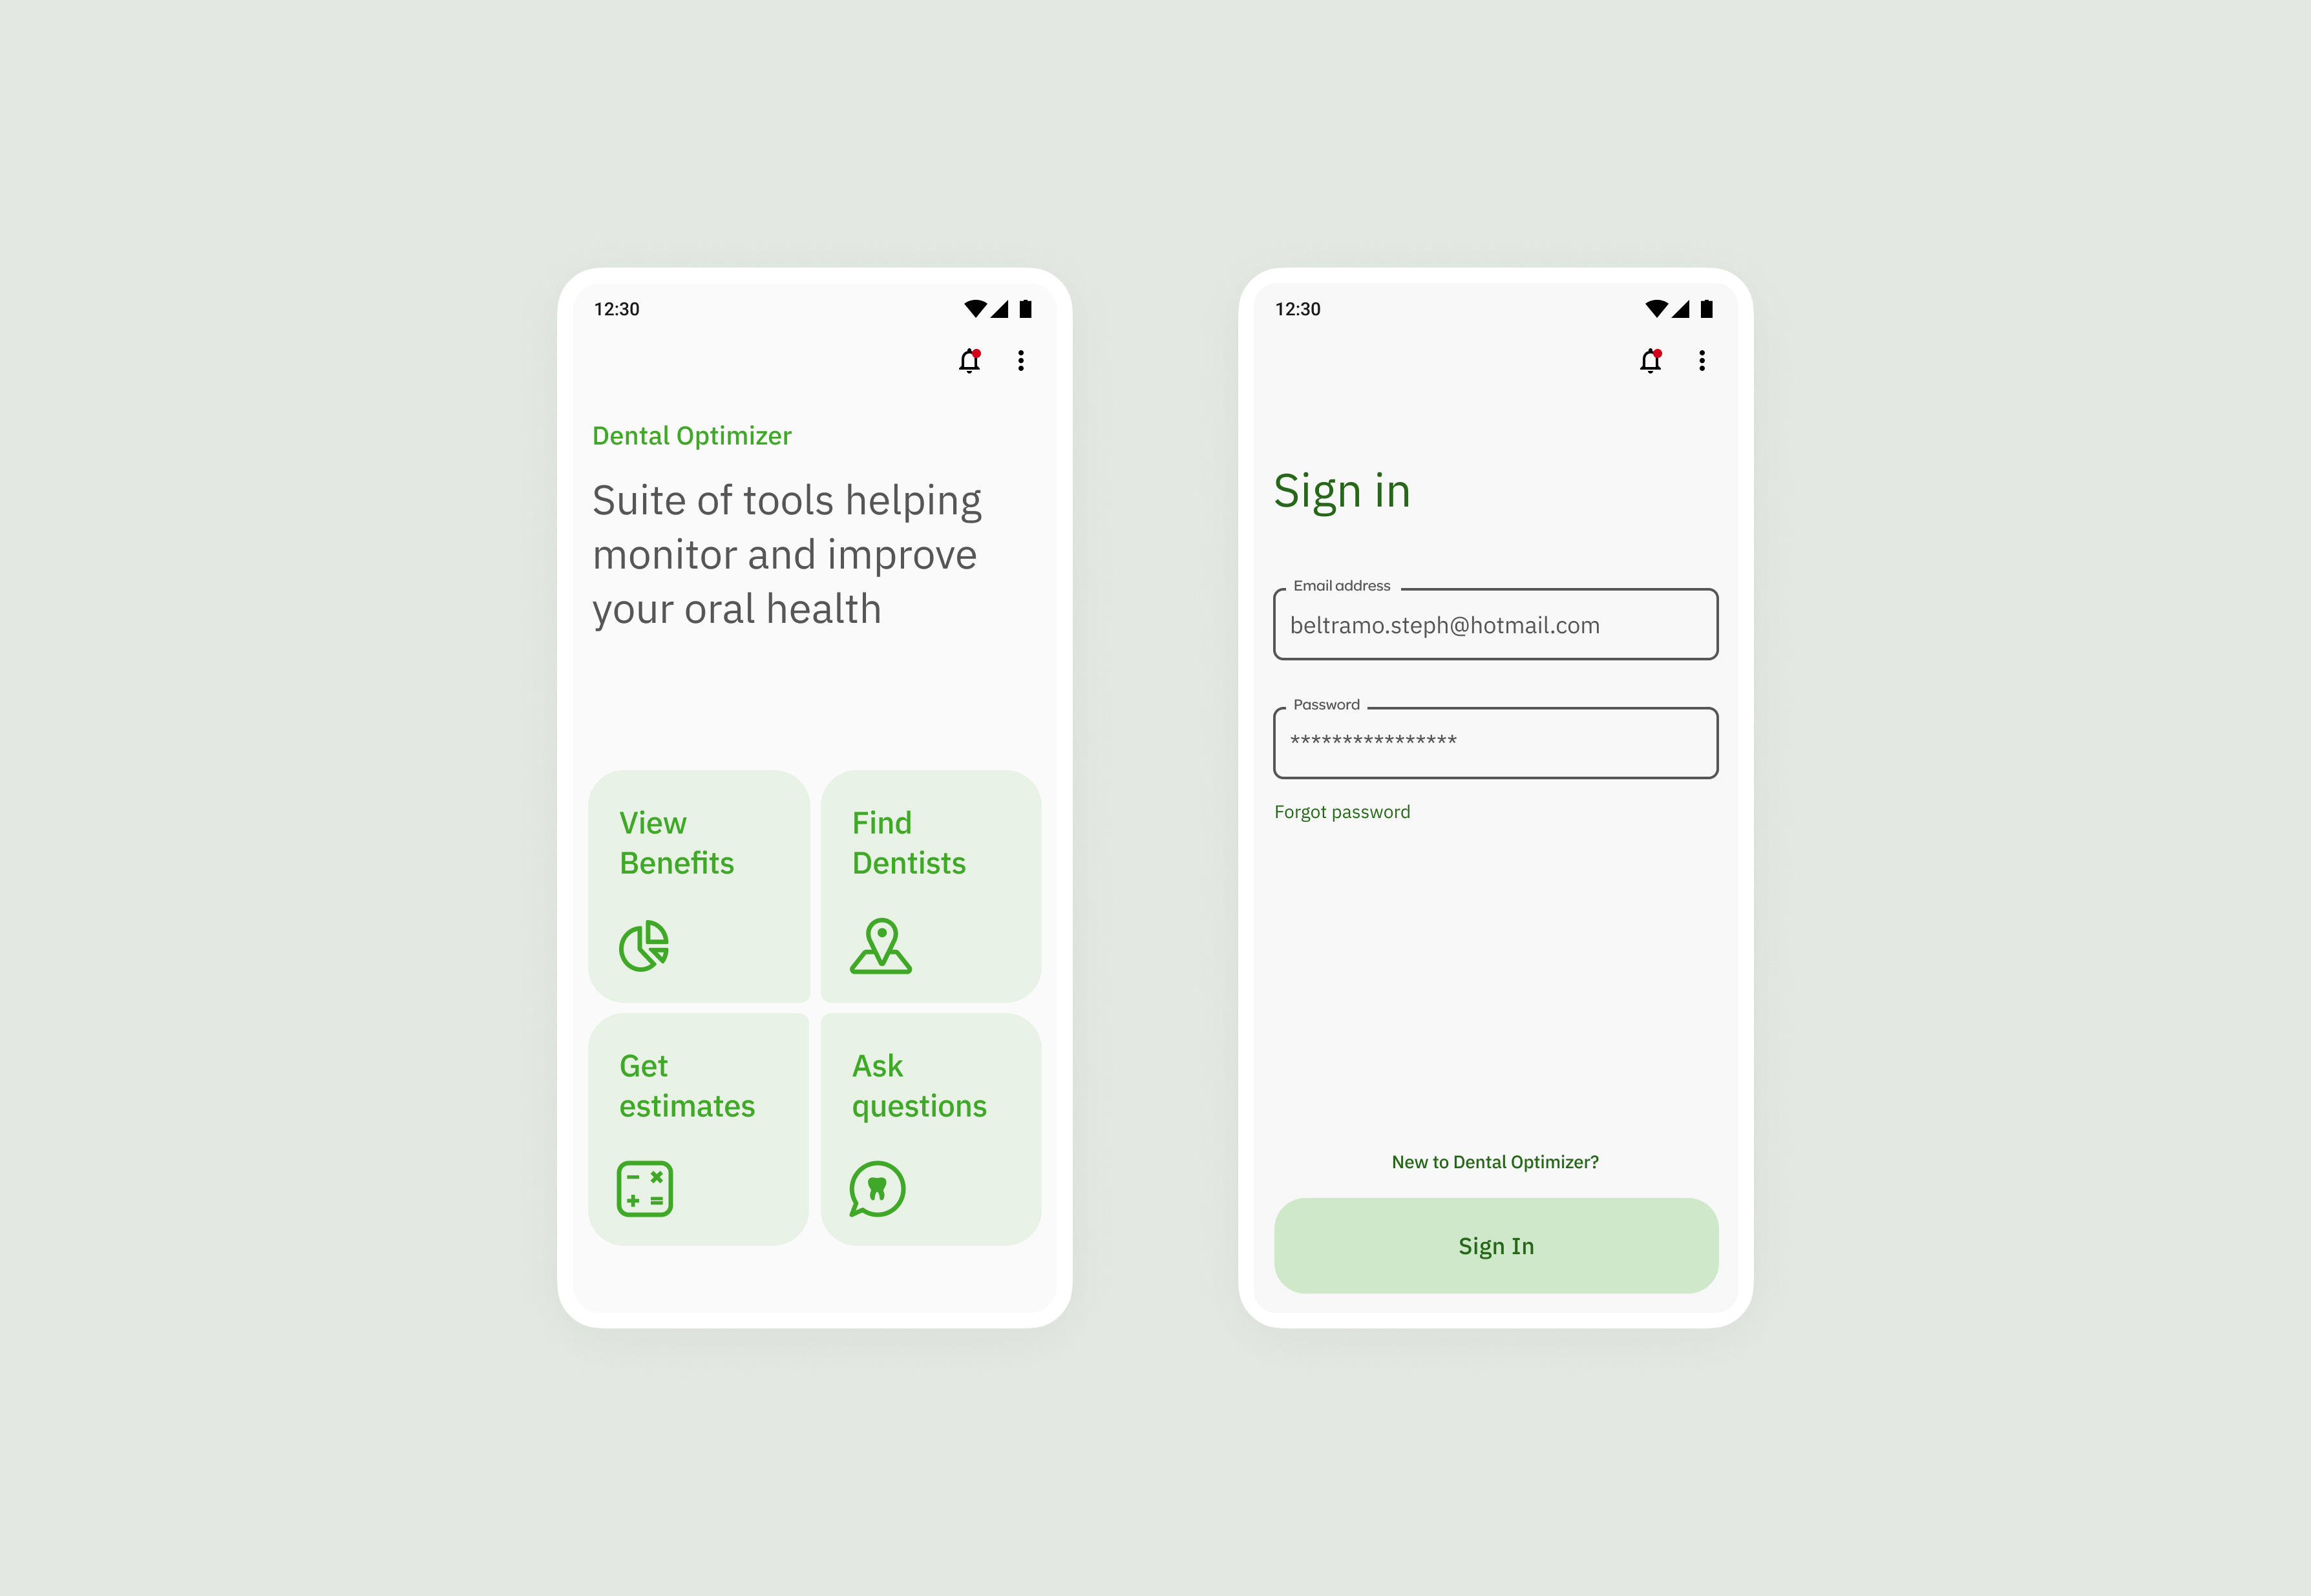 12:30
Dental Optimizer
Suite of tools helping
monitor and improve
your oral health
View
Benefits
Find
Dentists
Get
estimates
Ask
questions
12:30
Sign in
Email address
beltramo.steph@hotmail.com
Password
****************
Forgot password
New to Dental Optimizer?
Sign In